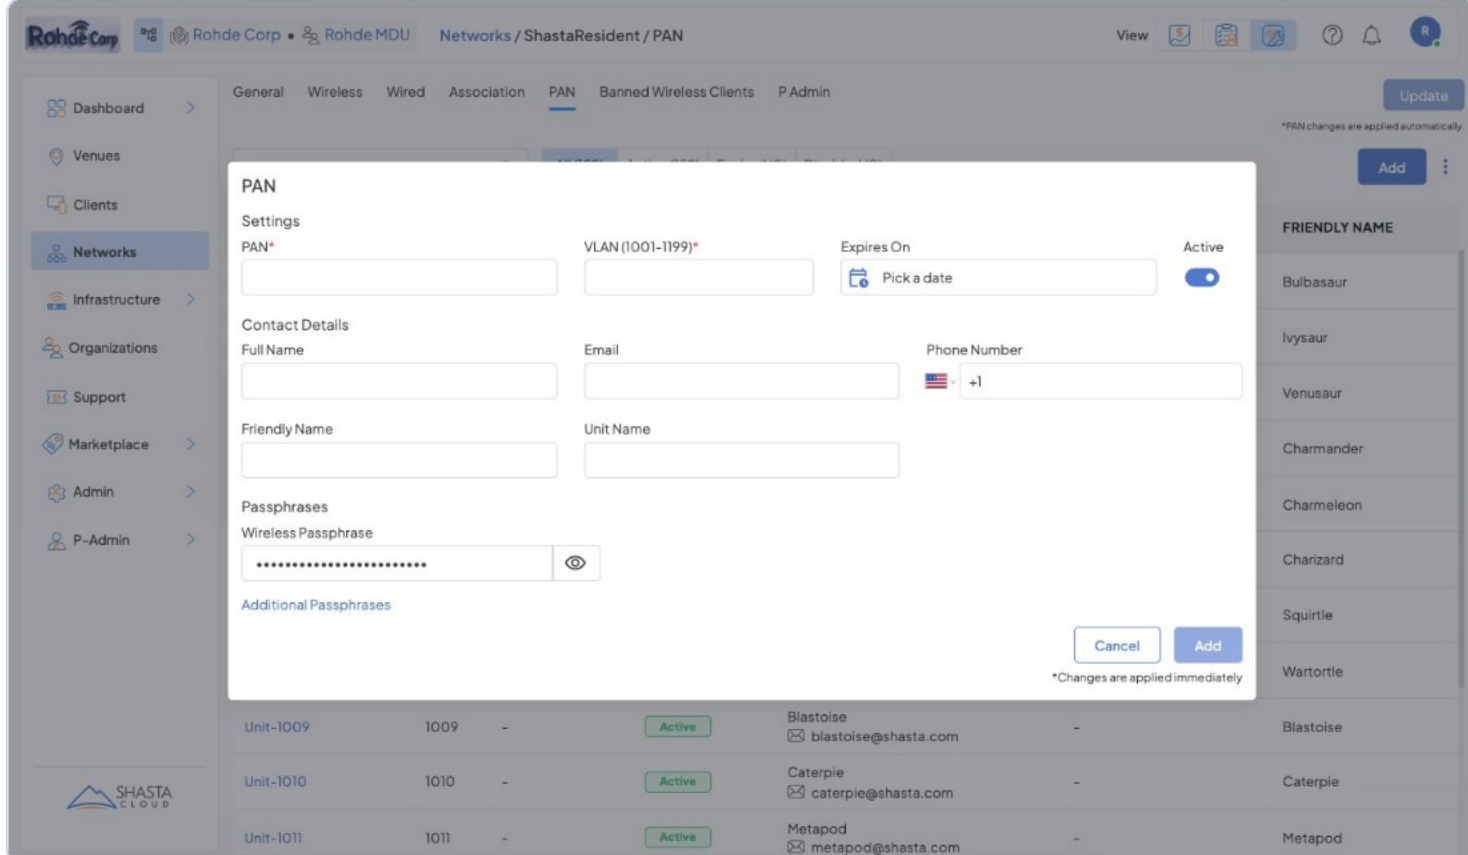 Rohde Corp Rohde Corp • Rohde MDU Networks / ShastaResident / PAN View R
General Wireless Wired Association PAN Banned Wireless Clients P Admin
Update
*PAN changes are applied automatically.
Add
Dashboard
Venues
Clients
Networks
Infrastructure
Organizations
Support
Marketplace
Admin
P-Admin
SHASTA
CLOUD
PAN
Settings
PAN* VLAN (1001-1199)* Expires On Active
Pick a date
Contact Details
Full Name Email Phone Number
+1
Friendly Name Unit Name
Passphrases
Wireless Passphrase
••••••••••••••••••••••••
Additional Passphrases
Cancel Add
*Changes are applied immediately
FRIENDLY NAME
Bulbasaur
Ivysaur
Venusaur
Charmander
Charmeleon
Charizard
Squirtle
Wartortle
Unit-1009 1009 - Active Blastoise - Blastoise
blastoise@shasta.com
Unit-1010 1010 - Active Caterpie - Caterpie
caterpie@shasta.com
Unit-1011 1011 - Active Metapod - Metapod
metapod@shasta.com